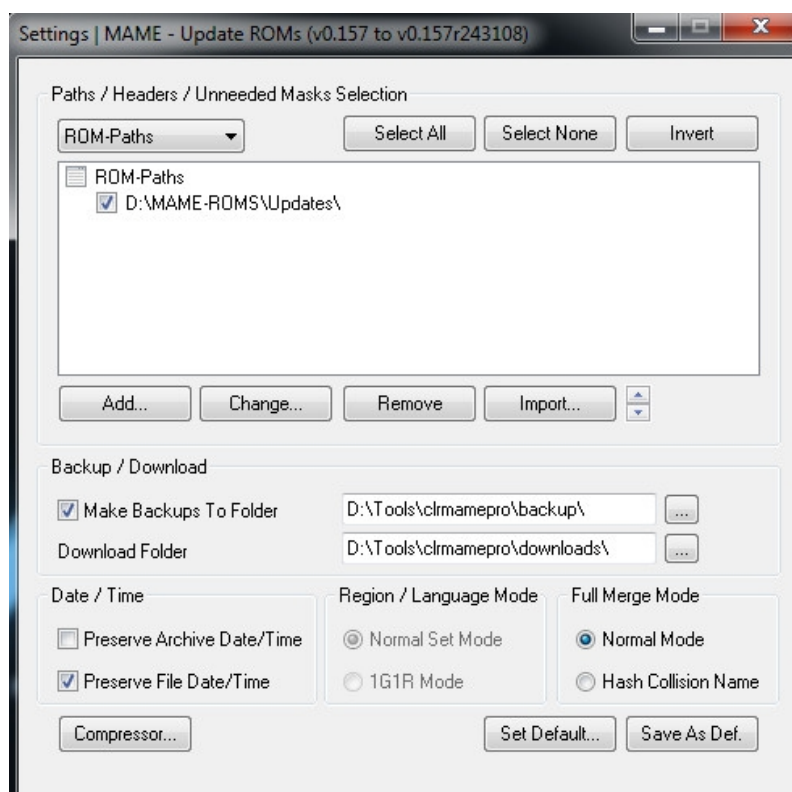 Settings | MAME - Update ROMs (v0.157 to v0.157r243108)
Paths / Headers / Unneeded Masks Selection
ROM-Paths Select All Select None Invert
ROM-Paths
D:\MAME-ROMS\Updates\
Add... Change... Remove Import...
Backup / Download
Make Backups To Folder D:\Tools\clrmamepro\backup\ ...
Download Folder D:\Tools\clrmamepro\downloads\ ...
Date / Time Region / Language Mode Full Merge Mode
Preserve Archive Date/Time Normal Set Mode Normal Mode
Preserve File Date/Time 1G1R Mode Hash Collision Name
Compressor... Set Default... Save As Def.